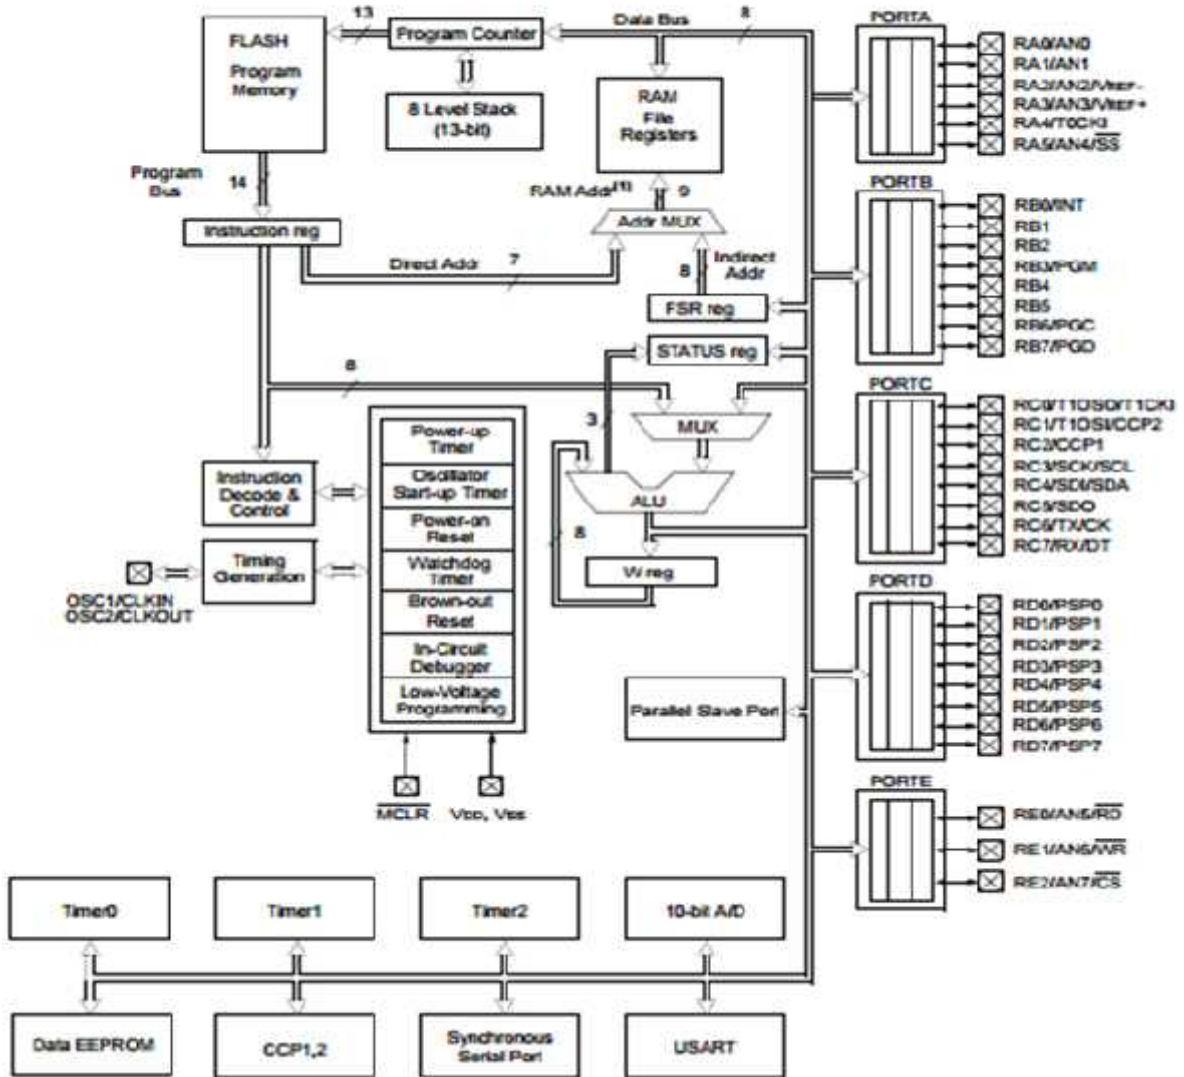 FLASH
Program
Memory
13
Program Counter
Data Bus
8
8 Level Stack
(13-bit)
RAM
File
Registers
Program
Bus
14
RAM Addr(1)
9
Instruction reg
Addr MUX
Direct Addr
7
8
Indirect
Addr
FSR reg
STATUS reg
8
3
MUX
Power-up
Timer
Oscillator
Start-up Timer
Power-on
Reset
Watchdog
Timer
Brown-out
Reset
In-Circuit
Debugger
Low-Voltage
Programming
Instruction
Decode &
Control
ALU
8
Timing
Generation
W reg
OSC1/CLKIN
OSC2/CLKOUT
Parallel Slave Port
MCLR
VDD, VSS
PORTA
RA0/AN0
RA1/AN1
RA2/AN2/VREF-
RA3/AN3/VREF+
RA4/T0CKI
RA5/AN4/SS
PORTB
RB0/INT
RB1
RB2
RB3/PGM
RB4
RB5
RB6/PGC
RB7/PGD
PORTC
RC0/T1OSO/T1CKI
RC1/T1OSI/CCP2
RC2/CCP1
RC3/SCK/SCL
RC4/SDI/SDA
RC5/SDO
RC6/TX/CK
RC7/RX/DT
PORTD
RD0/PSP0
RD1/PSP1
RD2/PSP2
RD3/PSP3
RD4/PSP4
RD5/PSP5
RD6/PSP6
RD7/PSP7
PORTE
RE0/AN5/RD
RE1/AN6/WR
RE2/AN7/CS
Timer0
Timer1
Timer2
10-bit A/D
Data EEPROM
CCP1,2
Synchronous
Serial Port
USART